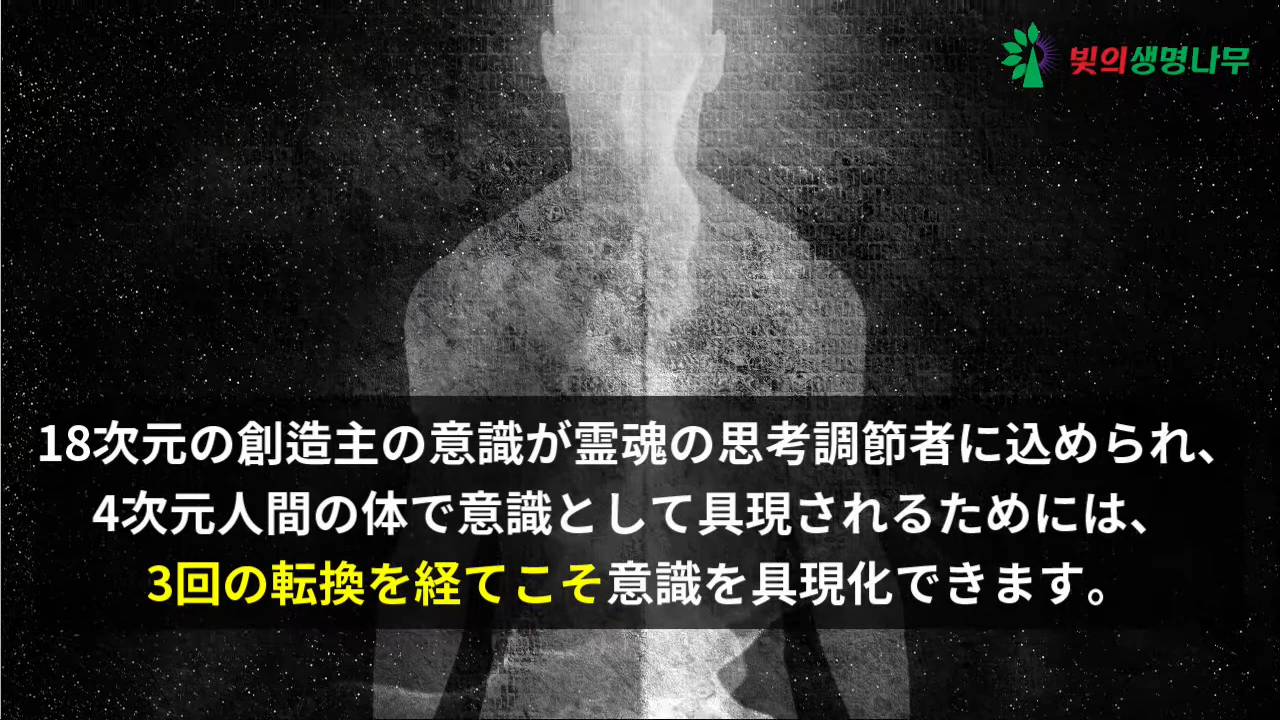 빛의생명나무
18次元の創造主の意識が霊魂の思考調節者に込められ、
4次元人間の体で意識として具現されるためには、
3回の転換を経てこそ意識を具現化できます。